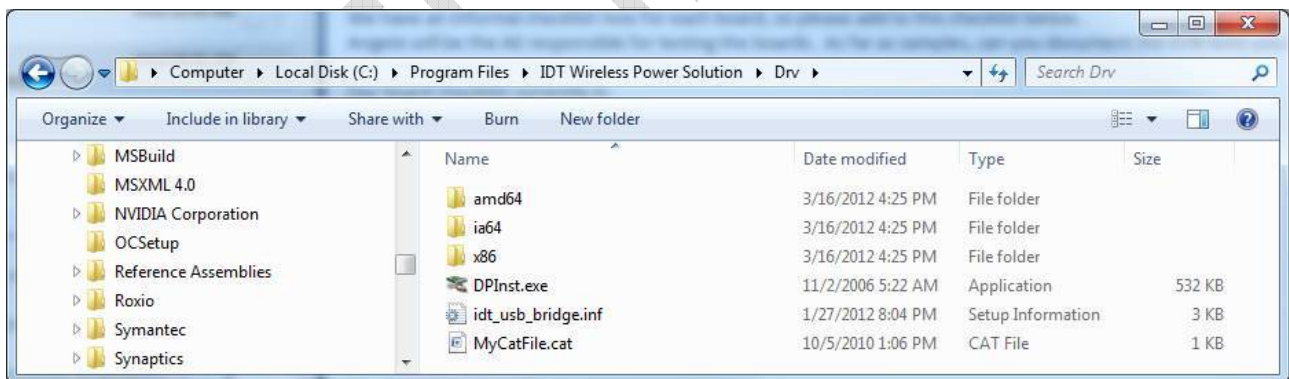 Computer Local Disk (C:) Program Files IDT Wireless Power Solution Drv
Search Drv
Organize Include in library Share with Burn New folder
MSBuild
MSXML 4.0
NVIDIA Corporation
OCSetup
Reference Assemblies
Roxio
Symantec
Synaptics
Name Date modified Type Size
amd64 3/16/2012 4:25 PM File folder
ia64 3/16/2012 4:25 PM File folder
x86 3/16/2012 4:25 PM File folder
DPInst.exe 11/2/2006 5:22 AM Application 532 KB
idt_usb_bridge.inf 1/27/2012 8:04 PM Setup Information 3 KB
MyCatFile.cat 10/5/2010 1:06 PM CAT File 1 KB